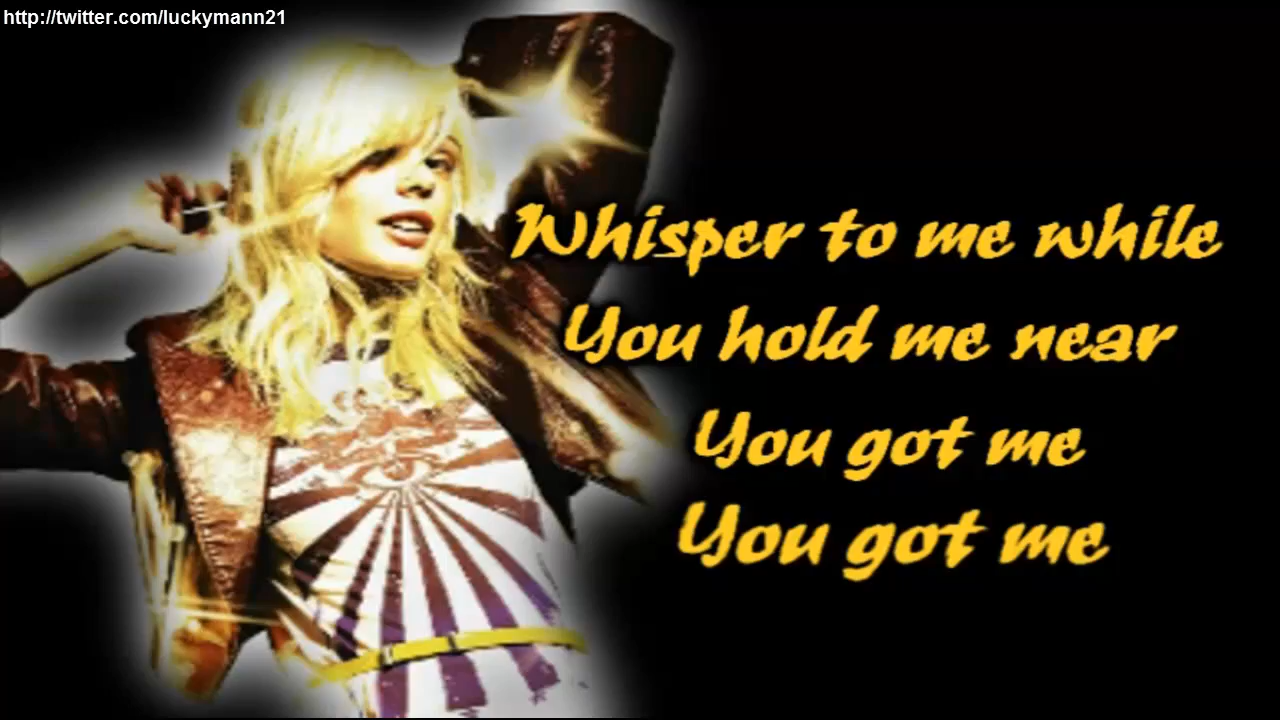 http://twitter.com/luckymann21
Whisper to me while
You hold me near
You got me
You got me